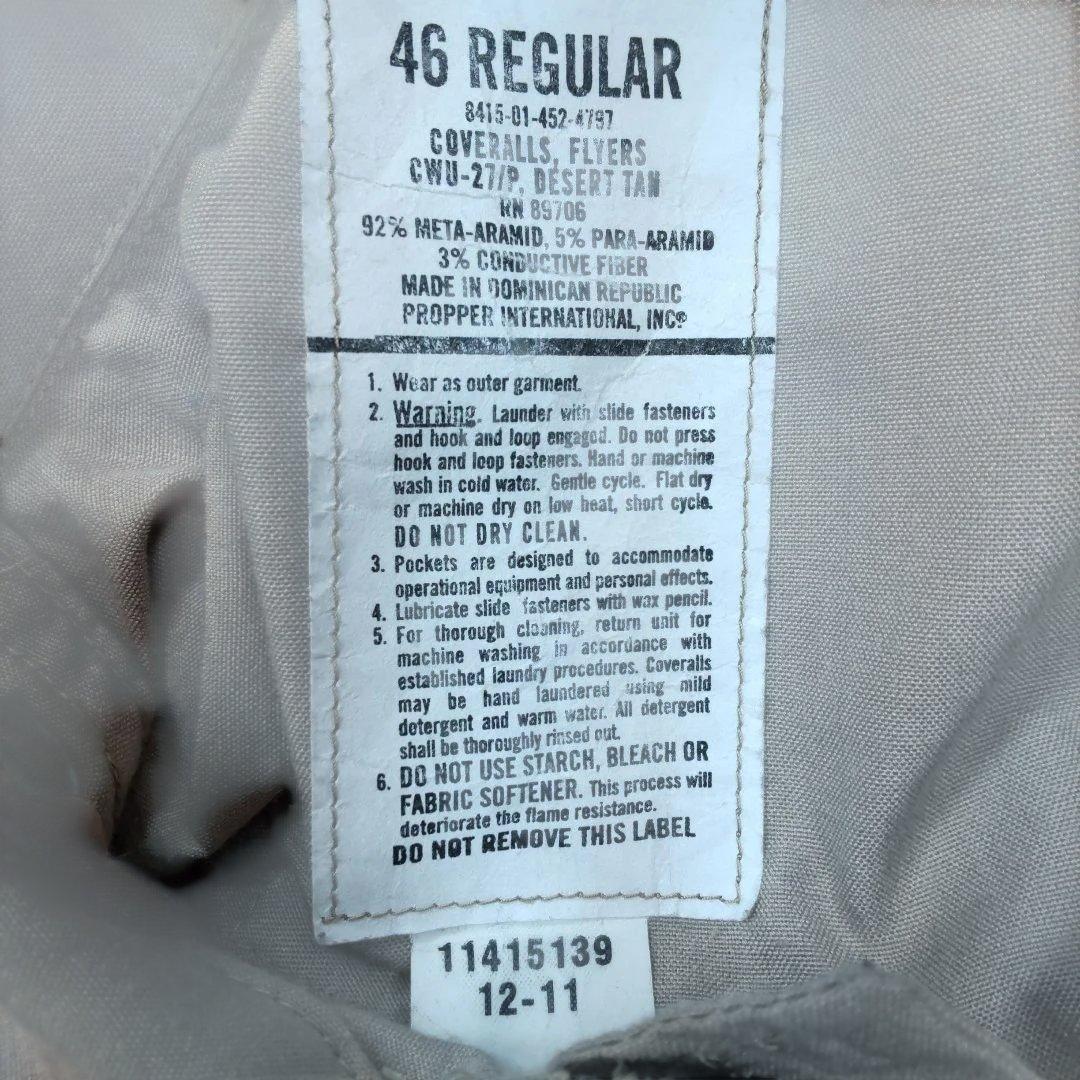 46 REGULAR
8415-01-452-4797
COVERALLS, FLYERS
CWU-27/P, DESERT TAN
RN 89706
92% META-ARAMID, 5% PARA-ARAMID
3% CONDUCTIVE FIBER
MADE IN DOMINICAN REPUBLIC
PROPPER INTERNATIONAL, INC®
1. Wear as outer garment.
2. Warning. Launder with slide fasteners
and hook and loop engaged. Do not press
hook and loop fasteners. Hand or machine
wash in cold water. Gentle cycle. Flat dry
or machine dry on low heat, short cycle.
DO NOT DRY CLEAN.
3. Pockets are designed to accommodate
operational equipment and personal effects.
4. Lubricate slide fasteners with wax pencil.
5. For thorough cleaning, return unit for
machine washing in accordance with
established laundry procedures. Coveralls
may be hand laundered using mild
detergent and warm water. All detergent
shall be thoroughly rinsed out.
6. DO NOT USE STARCH, BLEACH OR
FABRIC SOFTENER. This process will
deteriorate the flame resistance.
DO NOT REMOVE THIS LABEL
11415139
12-11